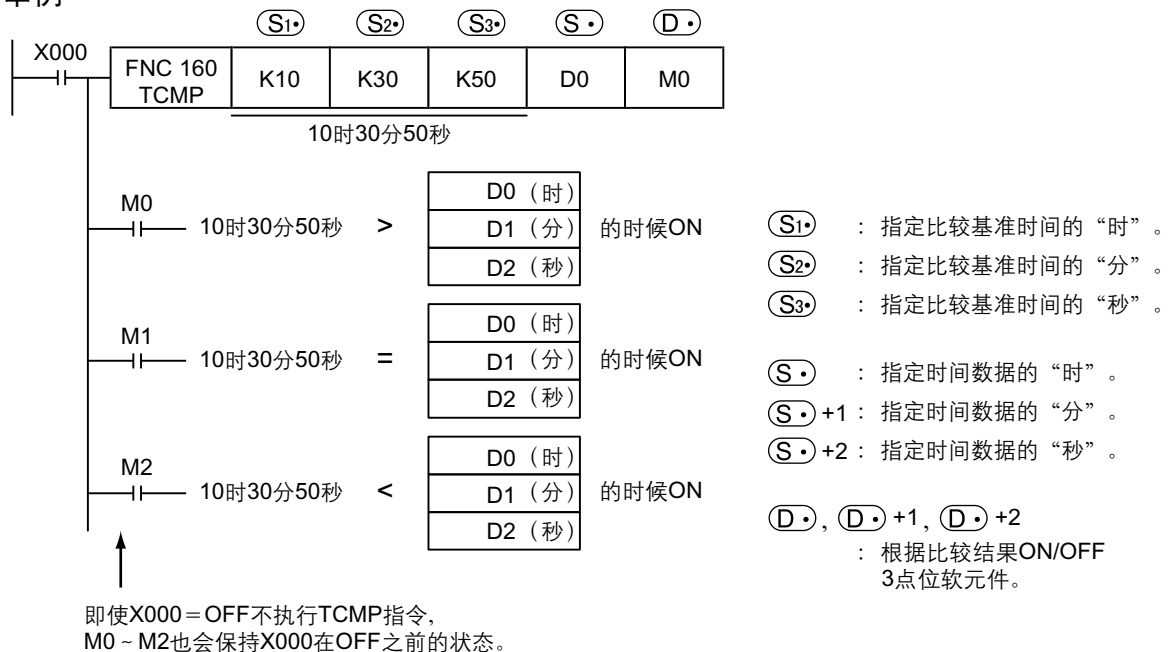 S1• S2• S3• S• D•
X000
FNC 160
TCMP
K10 K30 K50 D0 M0
10时30分50秒
M0
10时30分50秒 >
D0（时）
D1（分）
D2（秒）
的时候ON
M1
10时30分50秒 =
D0（时）
D1（分）
D2（秒）
的时候ON
M2
10时30分50秒 <
D0（时）
D1（分）
D2（秒）
的时候ON
即使X000＝OFF不执行TCMP指令,
M0～M2也会保持X000在OFF之前的状态。
S1• ：指定比较基准时间的“时”。
S2• ：指定比较基准时间的“分”。
S3• ：指定比较基准时间的“秒”。
S• ：指定时间数据的“时”。
S•+1：指定时间数据的“分”。
S•+2：指定时间数据的“秒”。
D•, D•+1, D•+2
：根据比较结果ON/OFF
3点位软元件。